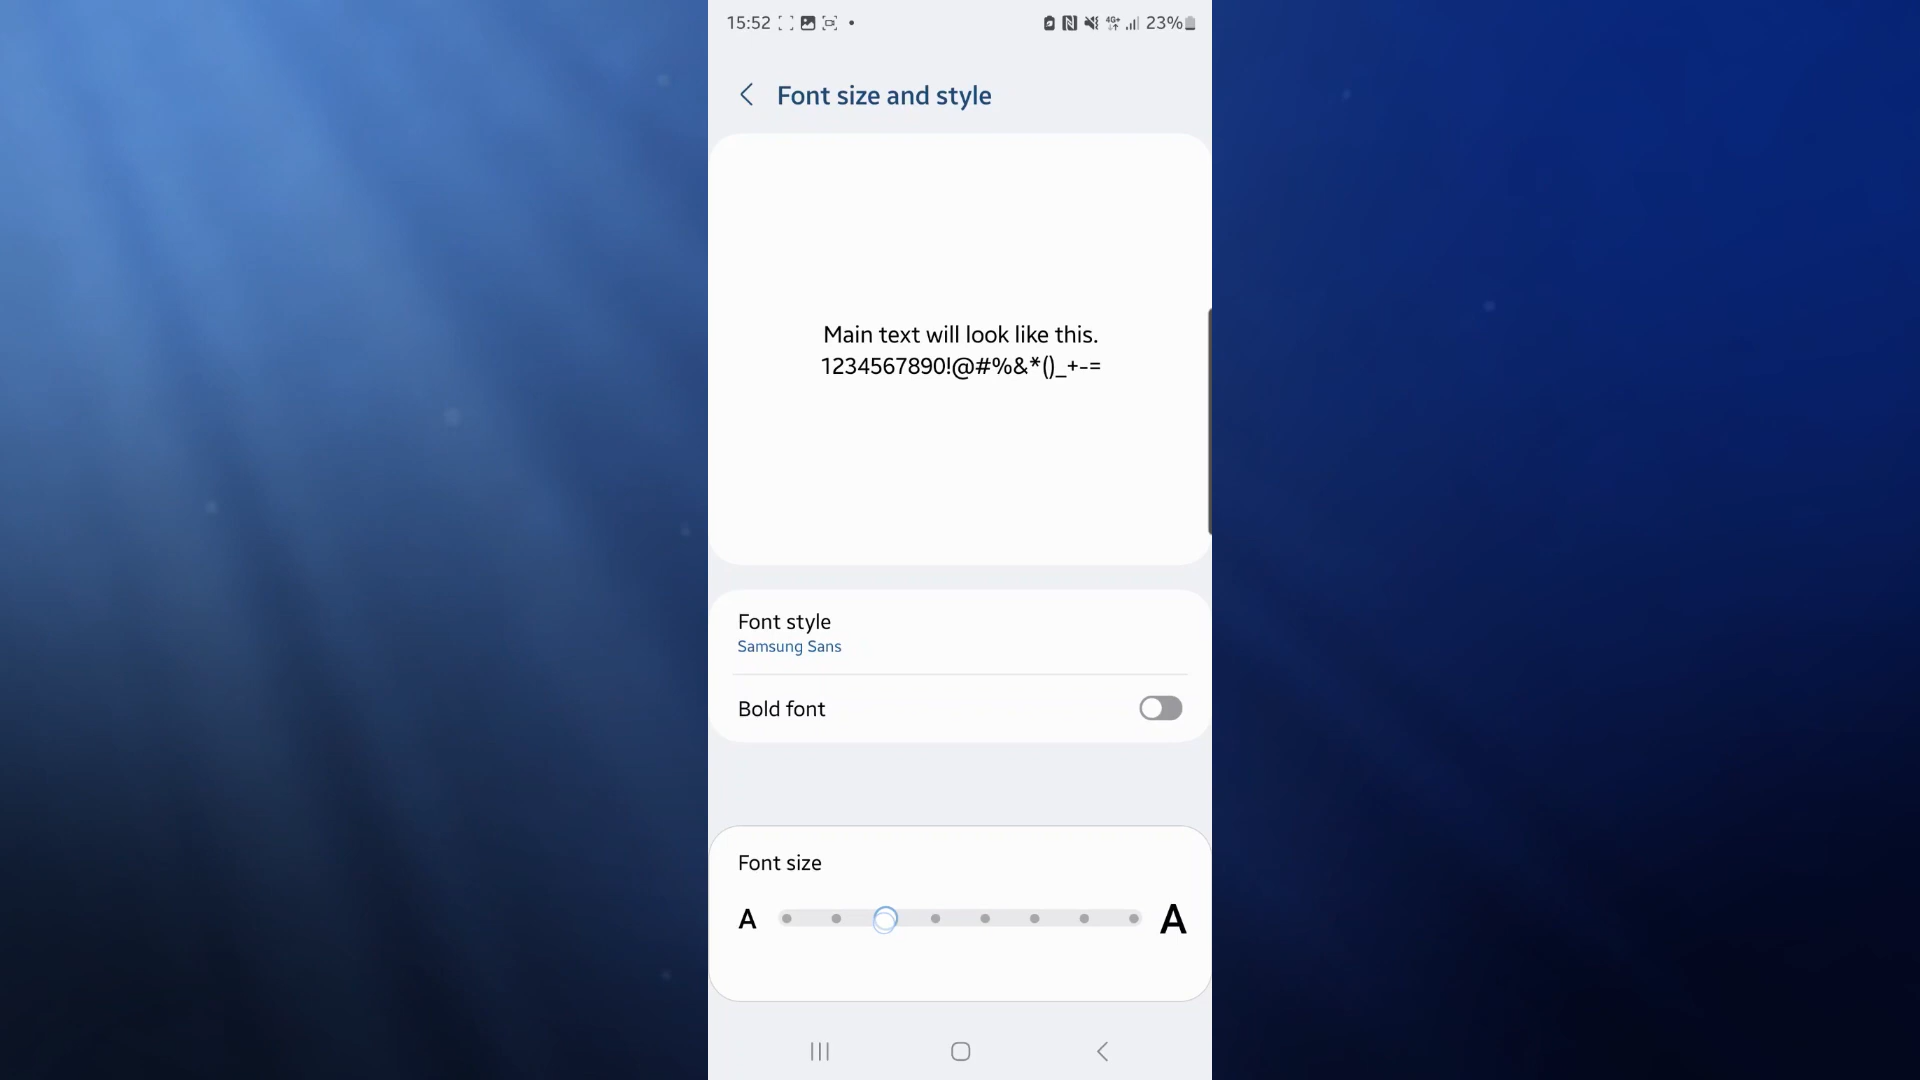 15:52 23%
Font size and style
Main text will look like this.
1234567890!@#%&*()_+-=
Font style
Samsung Sans
Bold font
Font size
A A